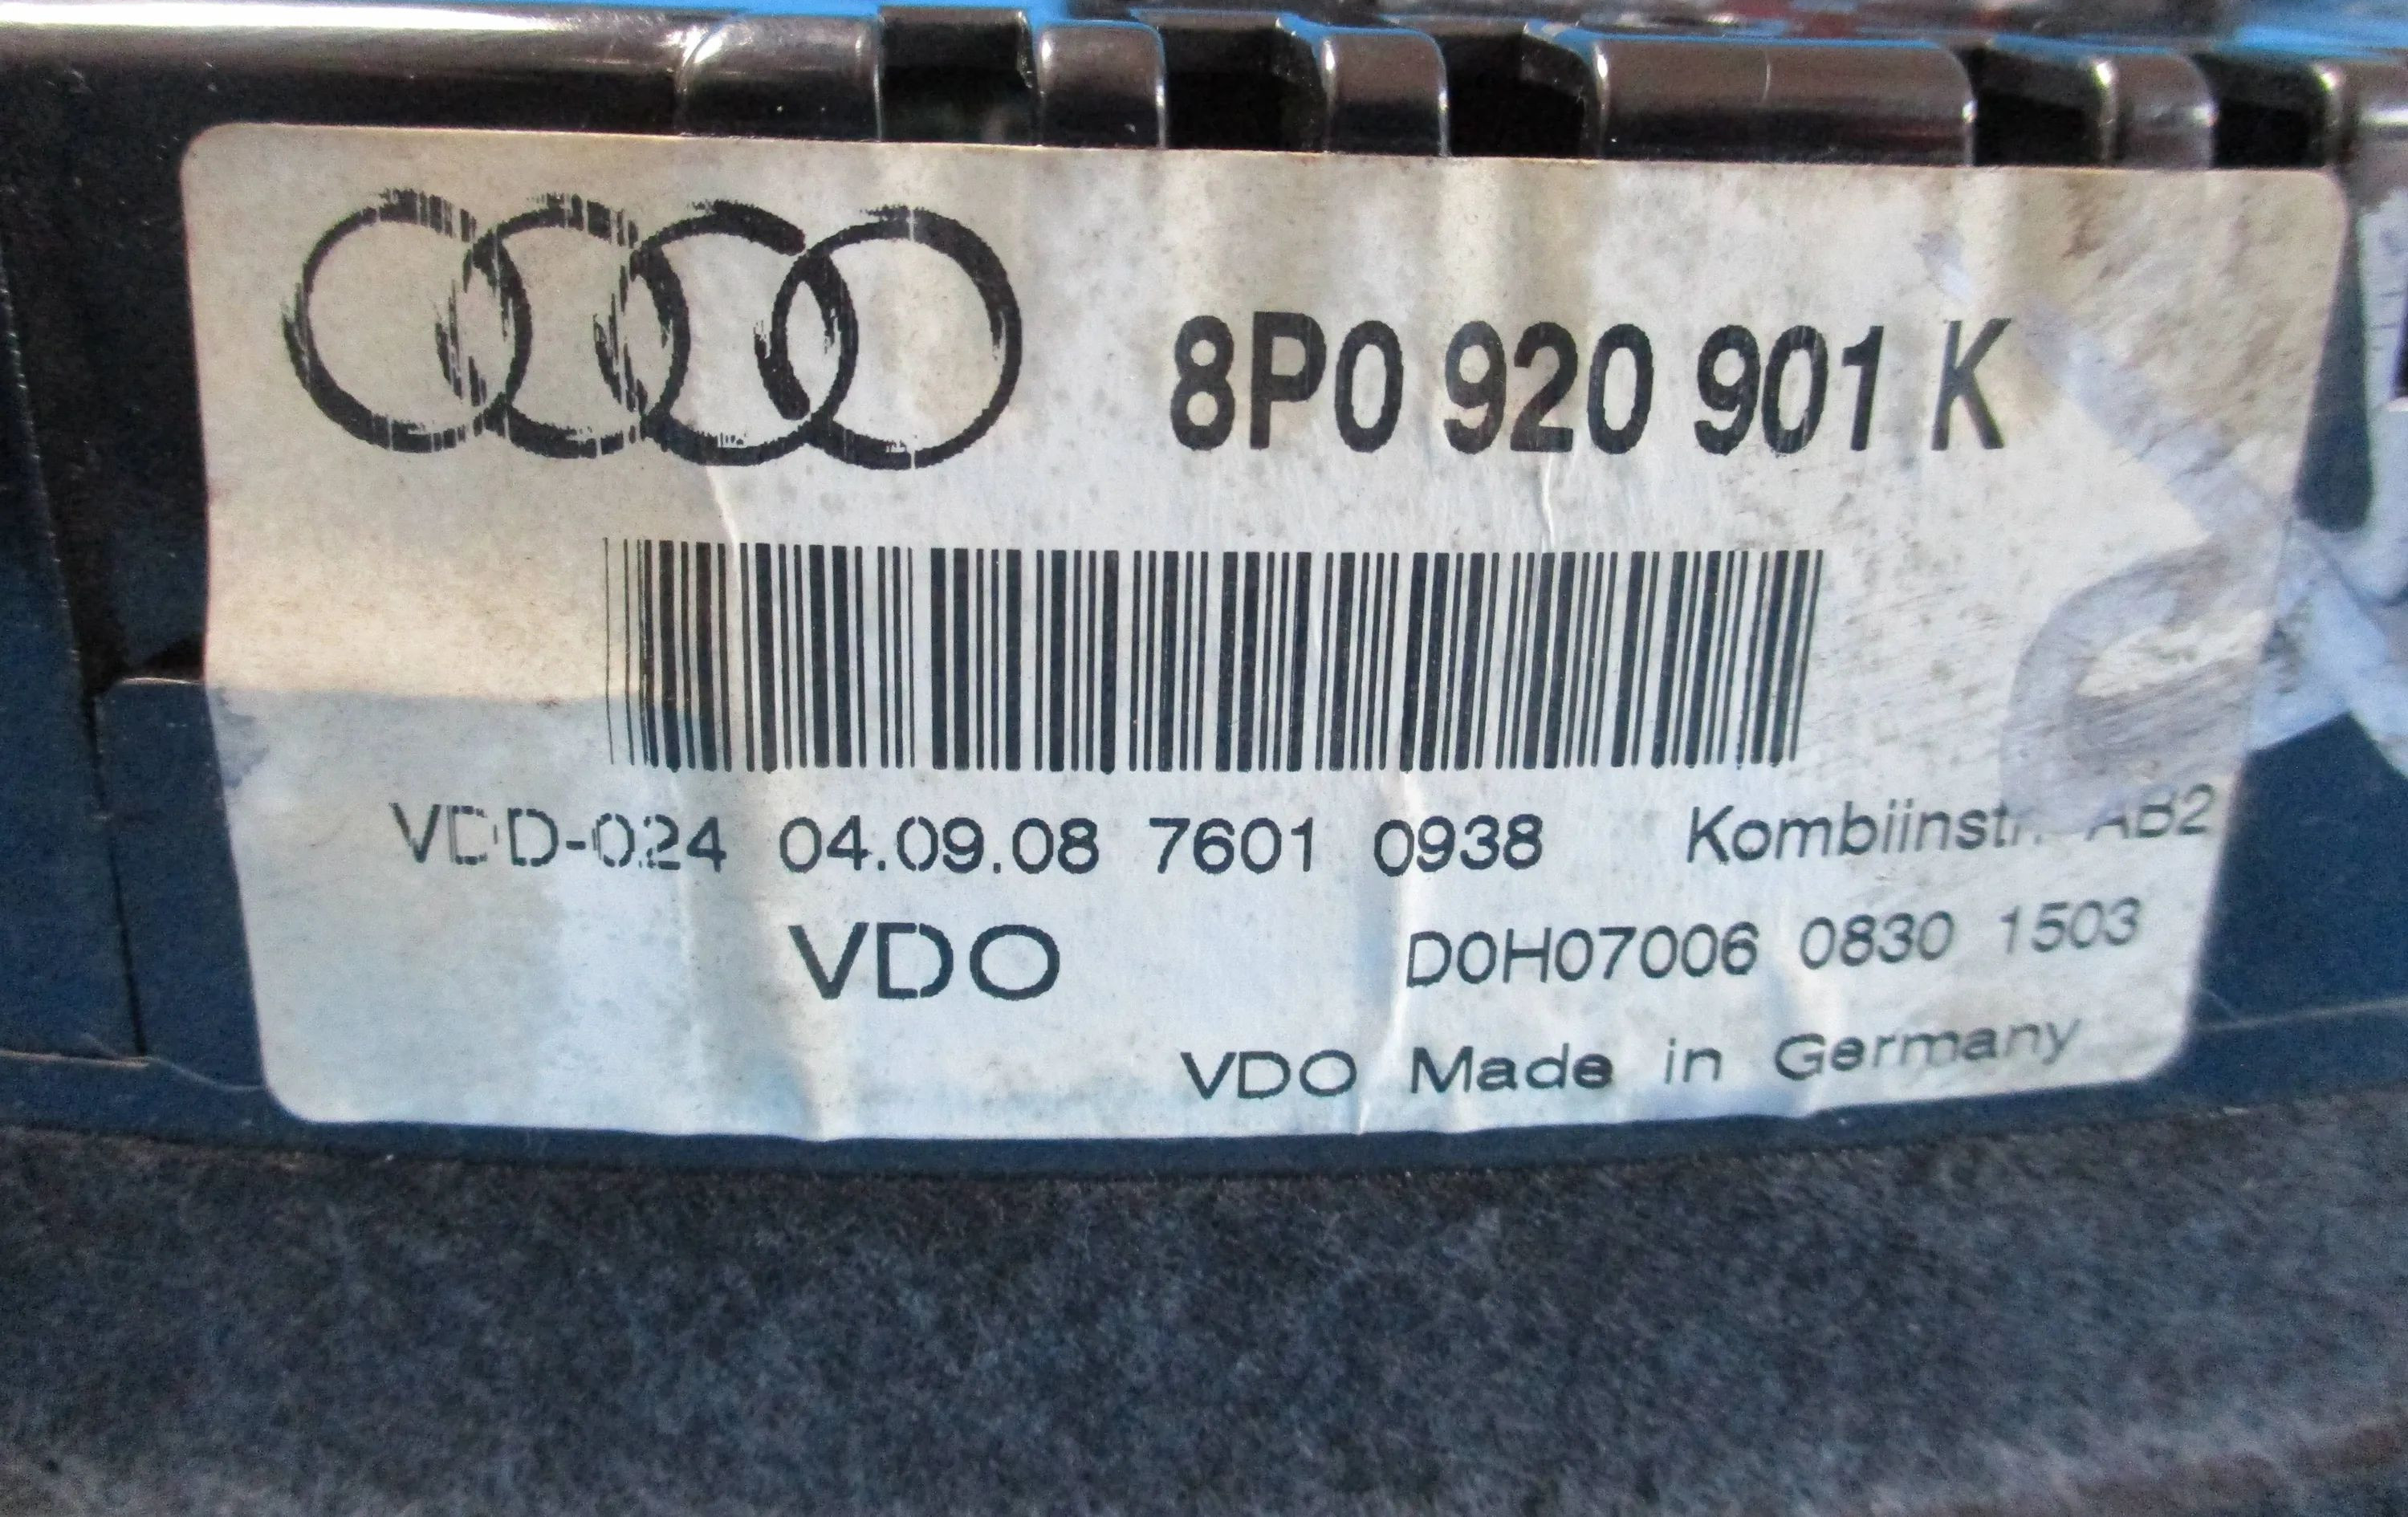 8P0 920 901 K
VDD-024 04.09.08 7601 0938 Kombiinstr. AB2
VDO D0H07006 0830 1503
VDO Made in Germany